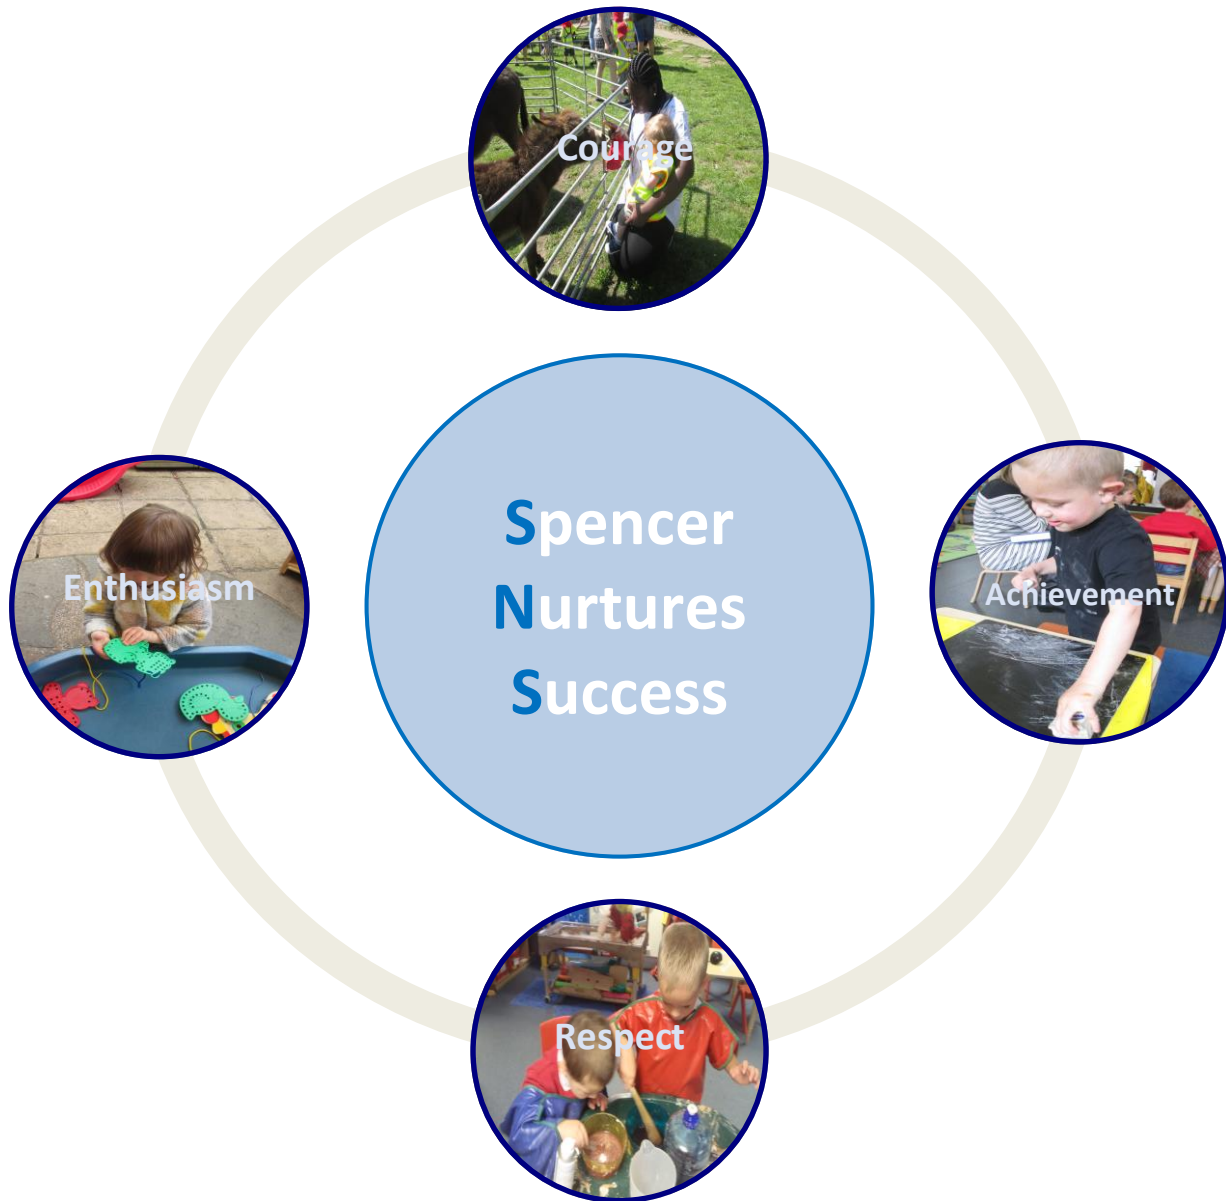 Courage
Spencer
Nurtures
Success
Enthusiasm
Achievement
Respect